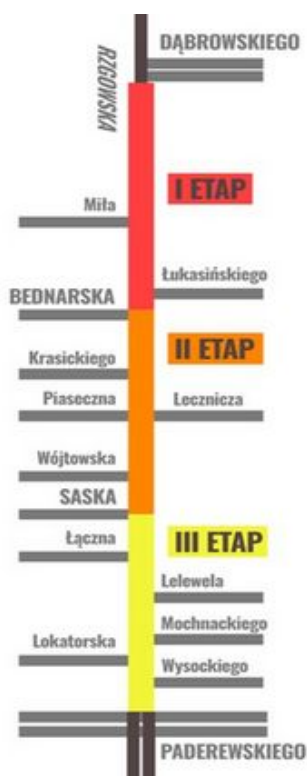 DĄBROWSKIEGO
RZGOWSKA
I ETAP
Miła
Łukasińskiego
BEDNARSKA
II ETAP
Krasickiego
Piaseczna
Lecznicza
Wójtowska
SASKA
Łączna
III ETAP
Lelewela
Mochnackiego
Lokatorska
Wysockiego
PADEREWSKIEGO